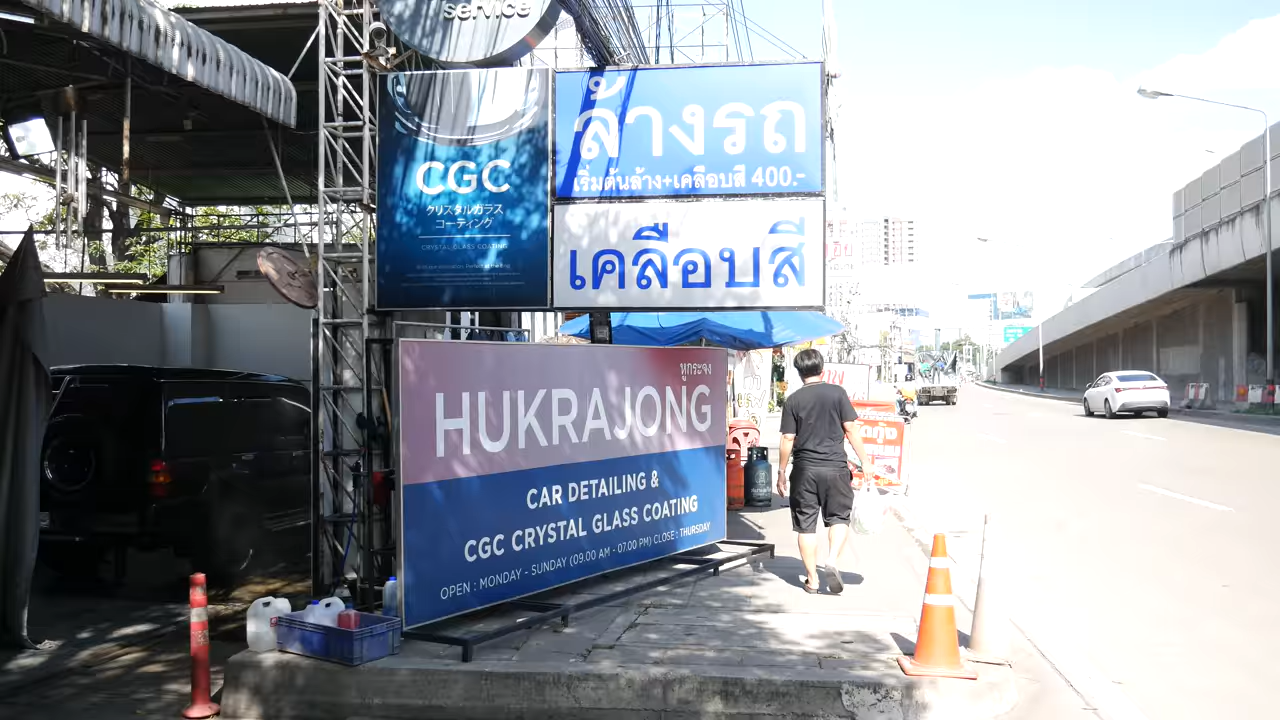 service
CGC
クリスタルガラス
コーティング
CRYSTAL GLASS COATING
ล้างรถ
เริ่มต้นล้าง+เคลือบสี 400.-
เคลือบสี
หูกระจง
HUKRAJONG
CAR DETAILING &
CGC CRYSTAL GLASS COATING
OPEN : MONDAY - SUNDAY (09.00 AM - 07.00 PM) CLOSE : THURSDAY